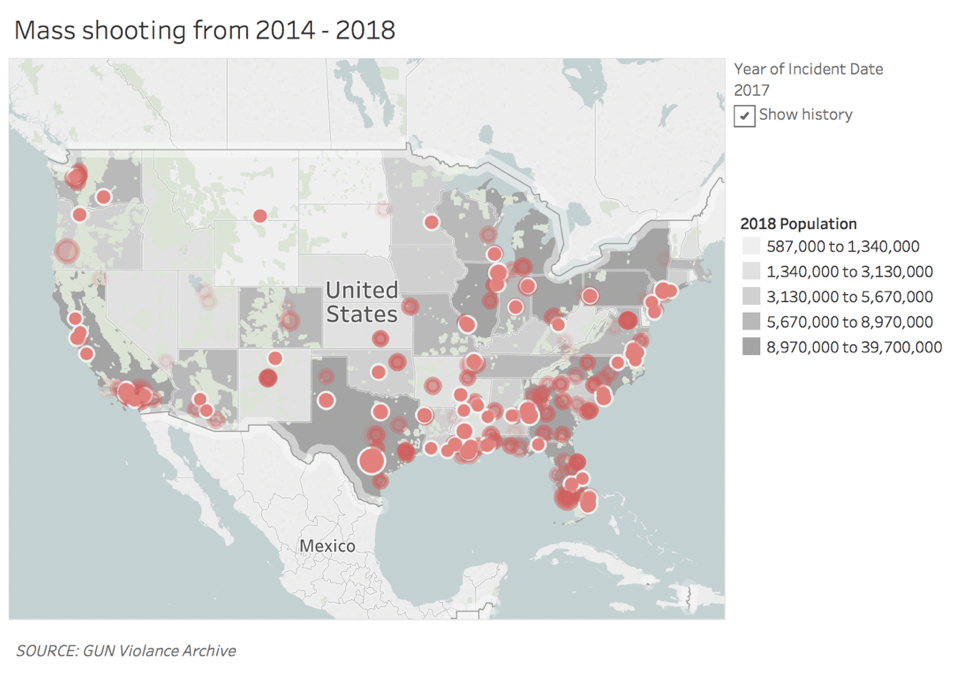 Mass shooting from 2014 - 2018
Year of Incident Date
2017
Show history
United
States
Mexico
2018 Population
587,000 to 1,340,000
1,340,000 to 3,130,000
3,130,000 to 5,670,000
5,670,000 to 8,970,000
8,970,000 to 39,700,000
SOURCE: GUN Violance Archive